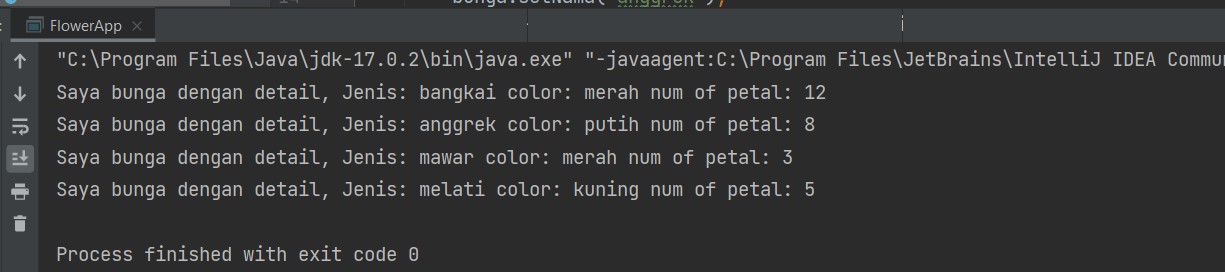 bunga.setNama("anggrek");
FlowerApp ×
"C:\Program Files\Java\jdk-17.0.2\bin\java.exe" "-javaagent:C:\Program Files\JetBrains\IntelliJ IDEA Commu
Saya bunga dengan detail, Jenis: bangkai color: merah num of petal: 12
Saya bunga dengan detail, Jenis: anggrek color: putih num of petal: 8
Saya bunga dengan detail, Jenis: mawar color: merah num of petal: 3
Saya bunga dengan detail, Jenis: melati color: kuning num of petal: 5
Process finished with exit code 0